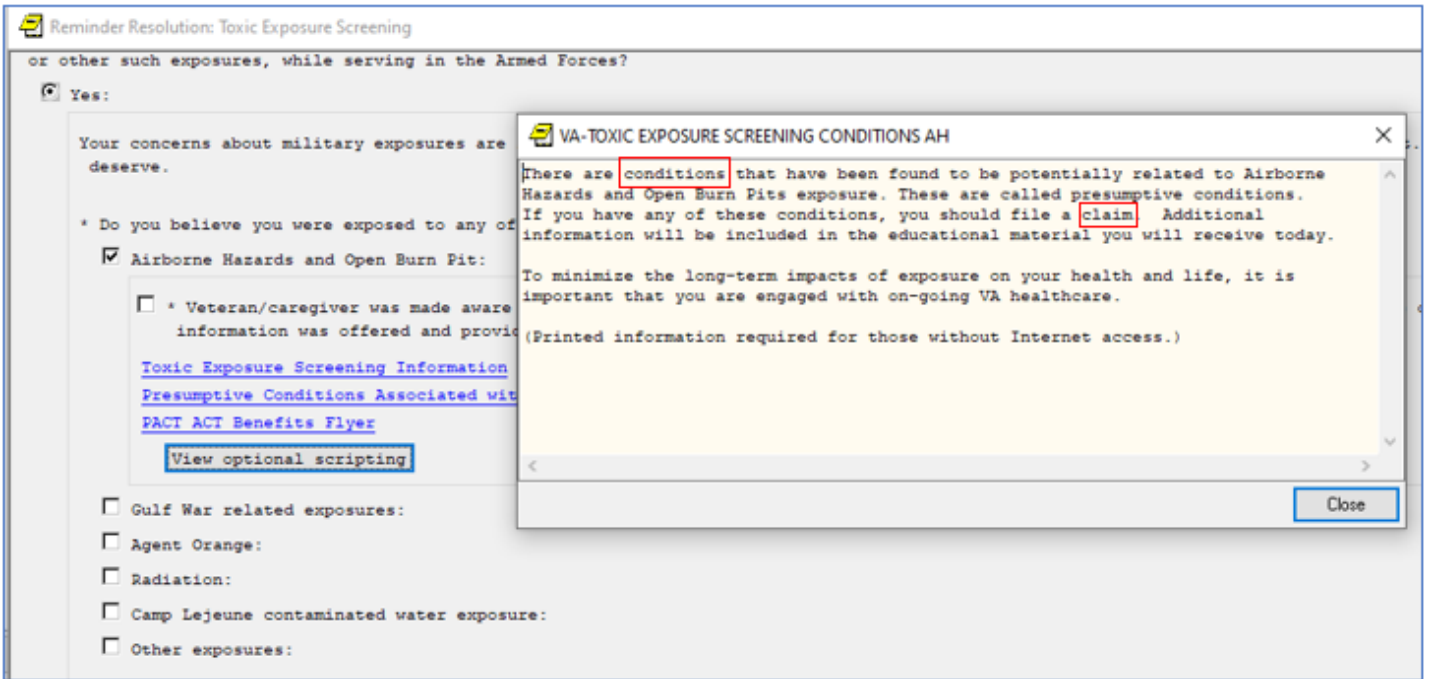 Reminder Resolution: Toxic Exposure Screening
or other such exposures, while serving in the Armed Forces?
Yes:
Your concerns about military exposures are
deserve.
* Do you believe you were exposed to any of
Airborne Hazards and Open Burn Pit:
* Veteran/caregiver was made aware
information was offered and
Toxic Exposure Screening Information
Presumptive Conditions Associated
PACT ACT Benefits Flyer
View optional scripting
Gulf War related exposures:
Agent Orange:
Radiation:
Camp Lejeune contaminated water exposure:
Other exposures:
VA-TOXIC EXPOSURE SCREENING CONDITIONS AH
There are conditions that have been found to be potentially related to Airborne
Hazards and Open Burn Pits exposure. These are called presumptive conditions.
If you have any of these conditions, you should file a claim. Additional
information will be included in the educational material you will receive today.
To minimize the long-term impacts of exposure on your health and life, it is
important that you are engaged with on-going VA healthcare.
(Printed information required for those without Internet access.)
Close